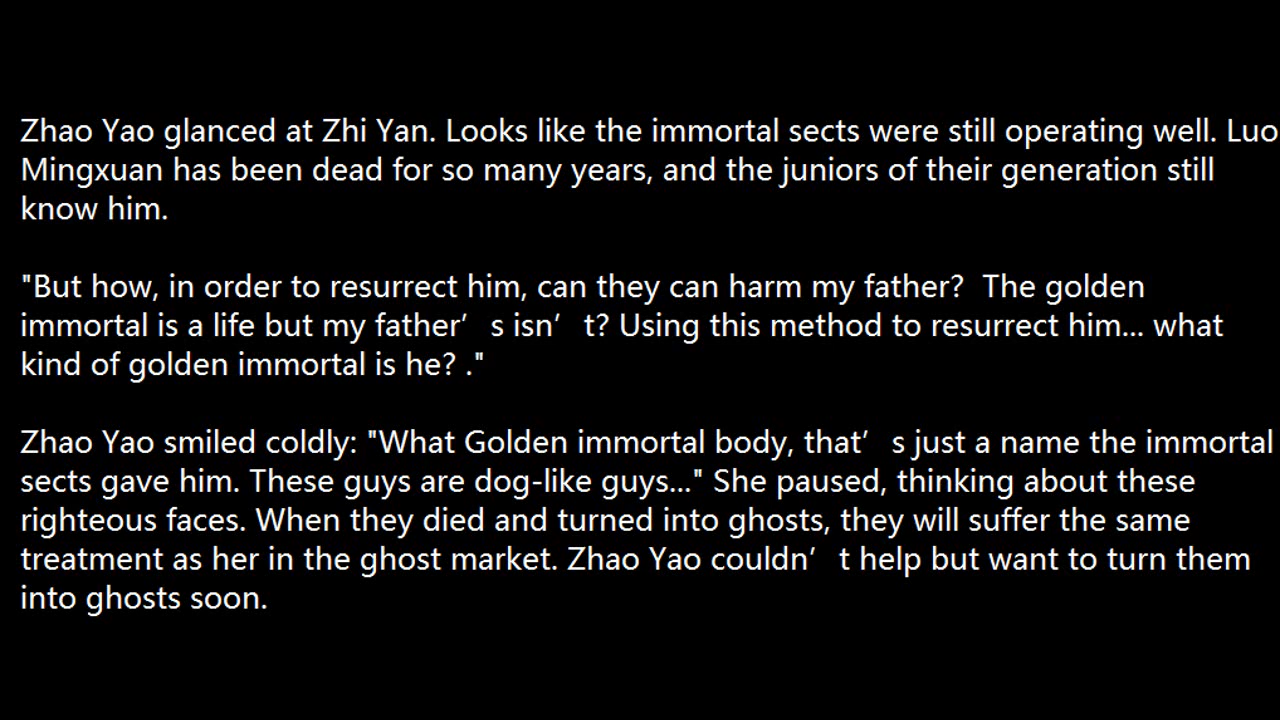 Zhao Yao glanced at Zhi Yan. Looks like the immortal sects were still operating well. Luo
Mingxuan has been dead for so many years, and the juniors of their generation still
know him.
"But how, in order to resurrect him, can they can harm my father?  The golden
immortal is a life but my father’ s isn’ t? Using this method to resurrect him... what
kind of golden immortal is he? ."
Zhao Yao smiled coldly: "What Golden immortal body, that’ s just a name the immortal
sects gave him. These guys are dog-like guys..." She paused, thinking about these
righteous faces. When they died and turned into ghosts, they will suffer the same
treatment as her in the ghost market. Zhao Yao couldn’ t help but want to turn them
into ghosts soon.